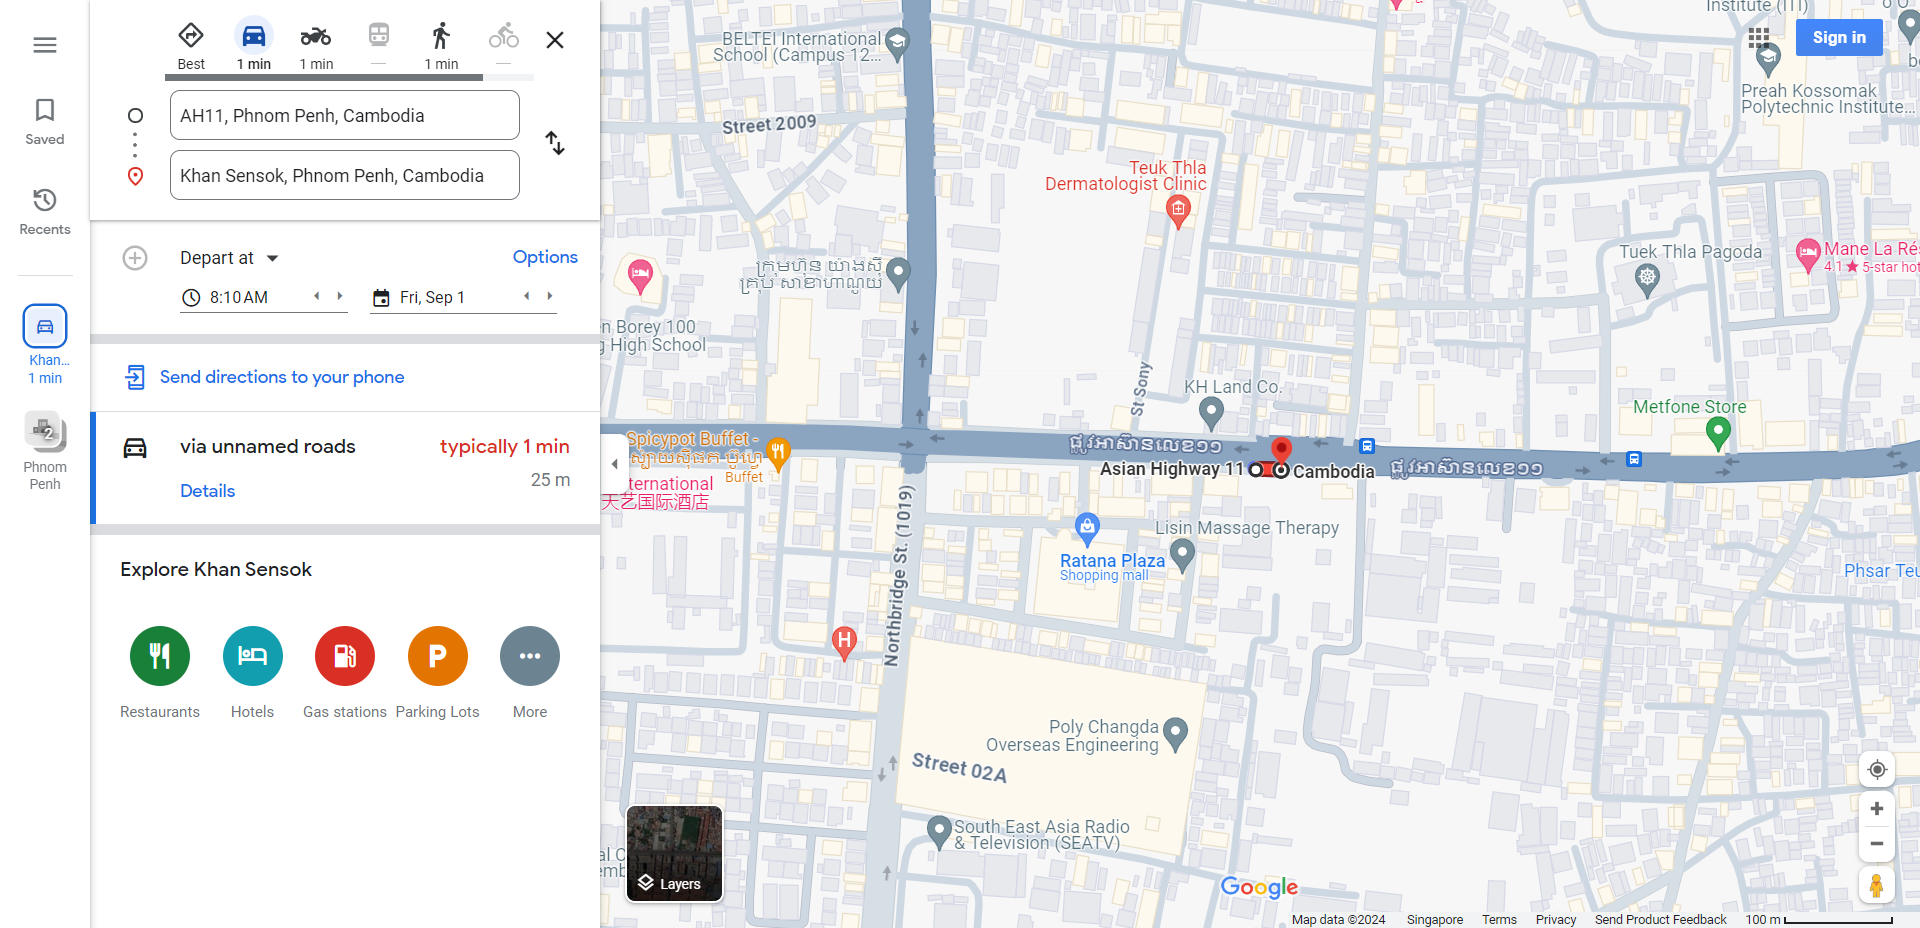 Best
1 min
1 min
—
1 min
—
AH11, Phnom Penh, Cambodia
Khan Sensok, Phnom Penh, Cambodia
Saved
Recents
Khan...
1 min
2
Phnom
Penh
Depart at
Options
8:10 AM
Fri, Sep 1
Send directions to your phone
via unnamed roads
typically 1 min
25 m
Details
Explore Khan Sensok
Restaurants
Hotels
Gas stations
Parking Lots
More
BELTEI International
School (Campus 12...
Street 2009
Teuk Thla
Dermatologist Clinic
Institute (ITI)
Sign in
Preah Kossomak
Polytechnic Institute...
Tuek Thla Pagoda
Mane La Rés
4.1 ★ 5-star hot
ក្រុមហ៊ុន យ៉ាងស៊ឺ
គ្រុប សាខាហាណូយ
n Borey 100
g High School
St Sony
KH Land Co.
Metfone Store
Spicypot Buffet -
ស្ប៉ាយស៊ីផត ប៊ូហ្វេ
Buffet
ផ្លូវអាស៊ានលេខ១១
Asian Highway 11
Cambodia
ផ្លូវអាស៊ានលេខ១១
ternational
天艺国际酒店
Northbridge St. (1019)
Ratana Plaza
Shopping mall
Lisin Massage Therapy
Phsar Teu
H
Poly Changda
Overseas Engineering
Street 02A
South East Asia Radio
& Television (SEATV)
al C
emb
Layers
Google
Map data ©2024
Singapore
Terms
Privacy
Send Product Feedback
100 m